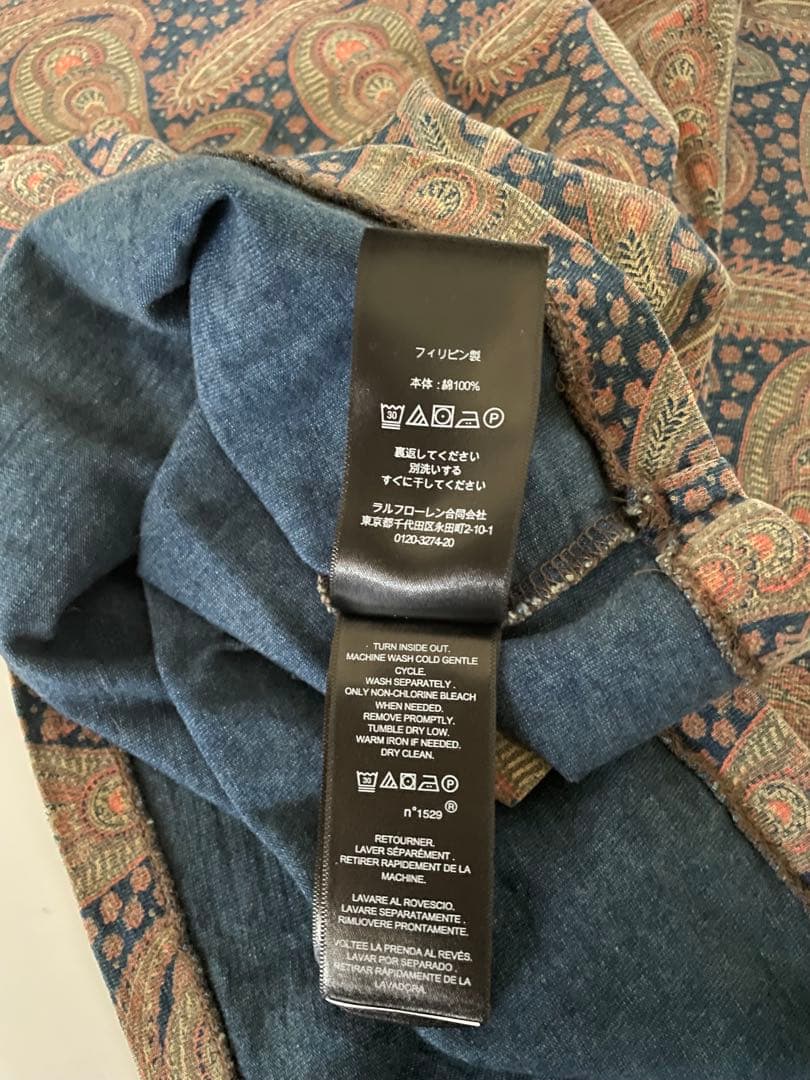 フィリピン製
本体：綿100%
30 P
裏返してください
別洗いする
すぐに干してください
ラルフローレン合同会社
東京都千代田区永田町2-10-1
0120-3274-20
. TURN INSIDE OUT.
MACHINE WASH COLD GENTLE
CYCLE.
WASH SEPARATELY .
ONLY NON-CHLORINE BLEACH
WHEN NEEDED.
REMOVE PROMPTLY.
TUMBLE DRY LOW.
WARM IRON IF NEEDED.
DRY CLEAN.
30 P
n°1529 ®
RETOURNER.
LAVER SÉPARÉMENT .
. RETIRER RAPIDEMENT DE LA
MACHINE.
LAVARE AL ROVESCIO.
LAVARE SEPARATAMENTE .
RIMUOVERE PRONTAMENTE.
VOLTEE LA PRENDA AL REVÉS.
LAVAR POR SEPARADO .
RETIRAR RÁPIDAMENTE DE LA
LAVADORA.